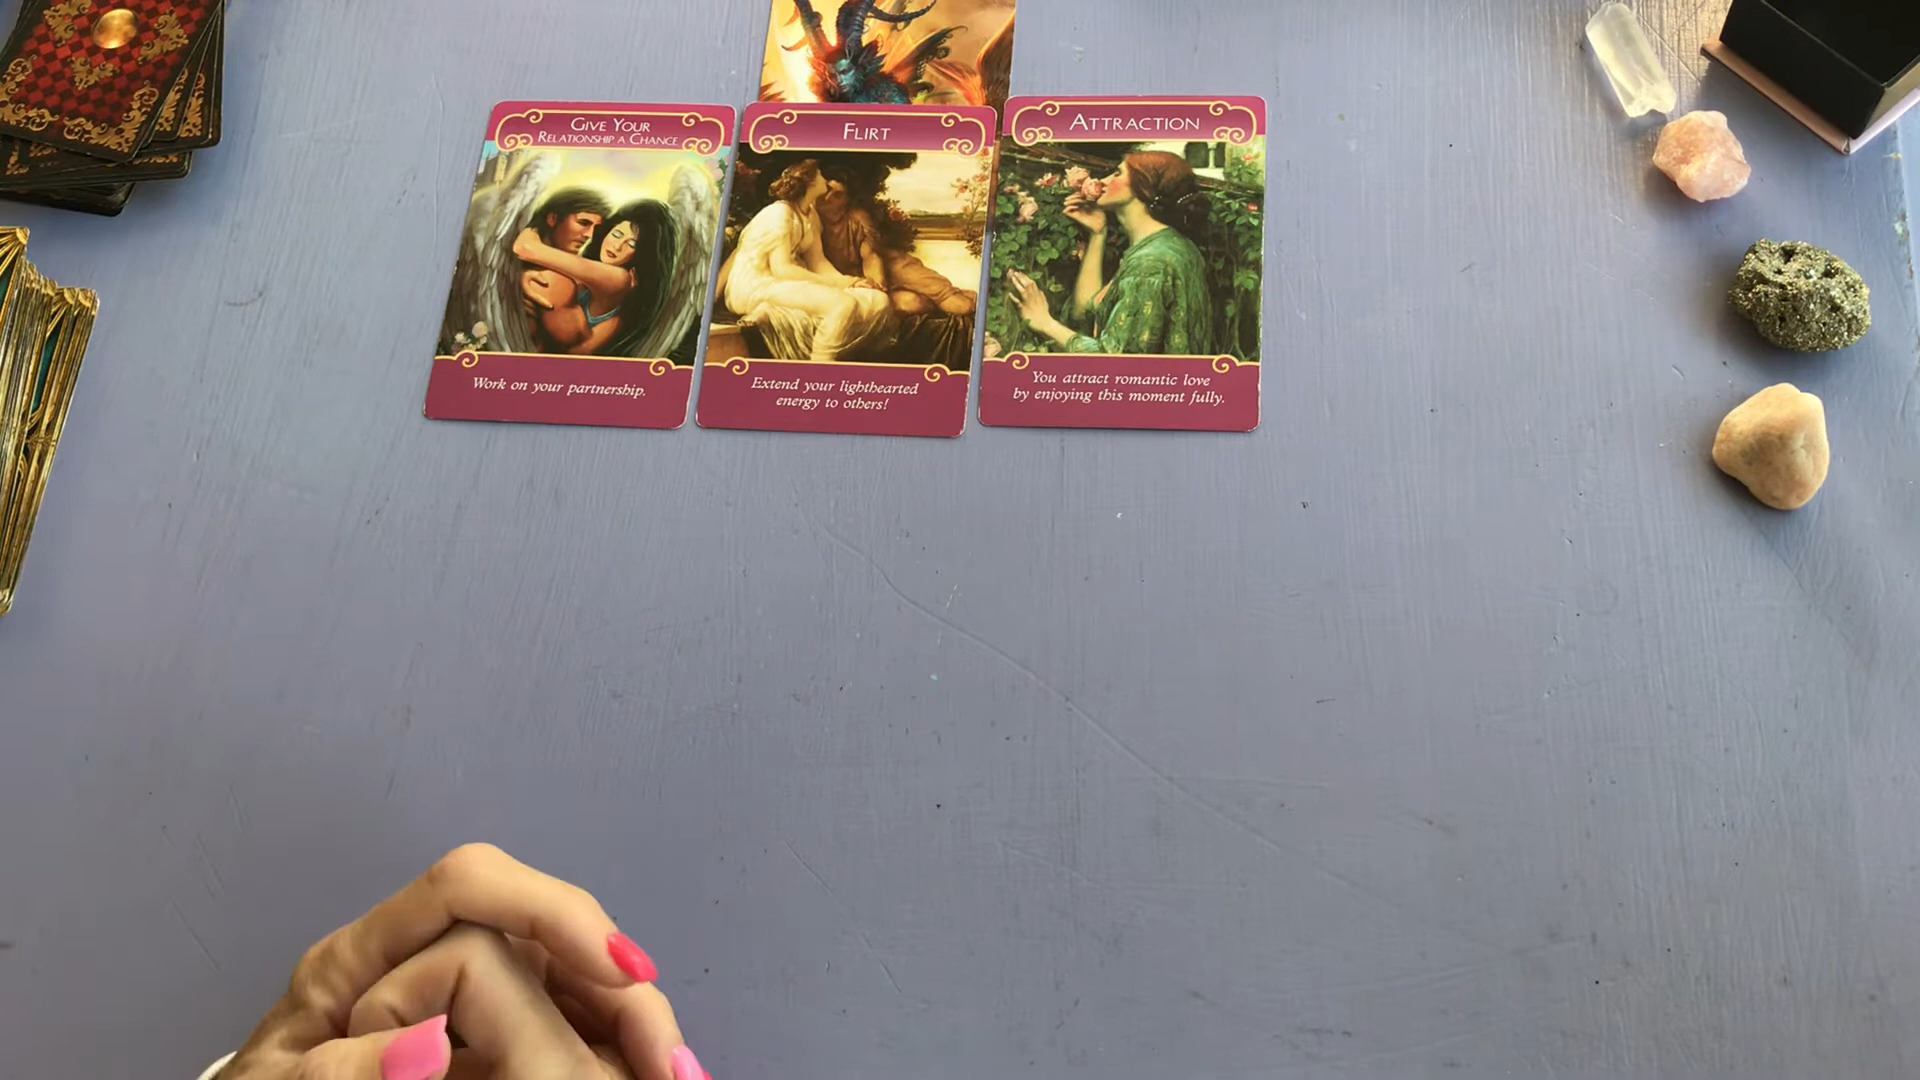 GIVE YOUR
RELATIONSHIP A CHANCE
Work on your partnership.
FLIRT
Extend your lighthearted
energy to others!
ATTRACTION
You attract romantic love
by enjoying this moment fully.